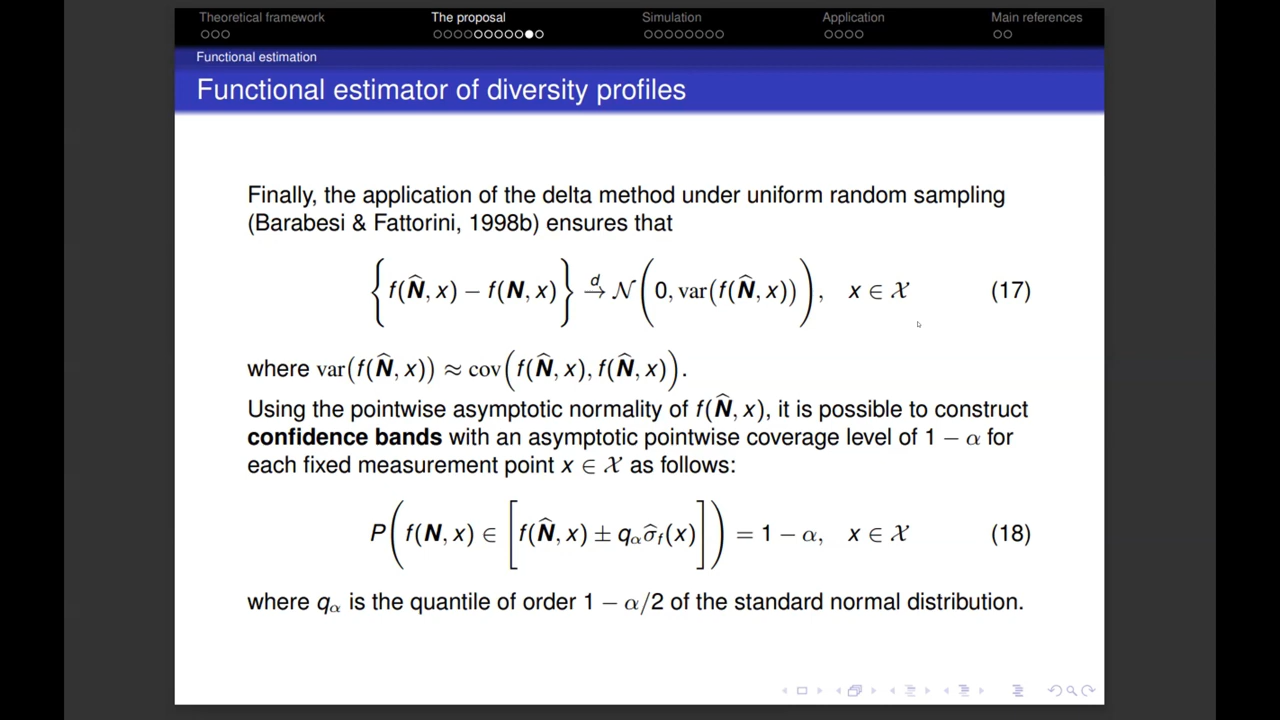 Theoretical framework The proposal Simulation Application Main references
Functional estimation
Functional estimator of diversity profiles
Finally, the application of the delta method under uniform random sampling
(Barabesi & Fattorini, 1998b) ensures that
{f(N̂, x) − f(N, x)} →ᵈ 𝒩(0, var(f(N̂, x))), x ∈ 𝒳 (17)
where var(f(N̂, x)) ≈ cov(f(N̂, x), f(N̂, x)).
Using the pointwise asymptotic normality of f(N̂, x), it is possible to construct
confidence bands with an asymptotic pointwise coverage level of 1 − α for
each fixed measurement point x ∈ 𝒳 as follows:
P(f(N, x) ∈ [f(N̂, x) ± q_α σ̂_f(x)]) = 1 − α, x ∈ 𝒳 (18)
where q_α is the quantile of order 1 − α/2 of the standard normal distribution.